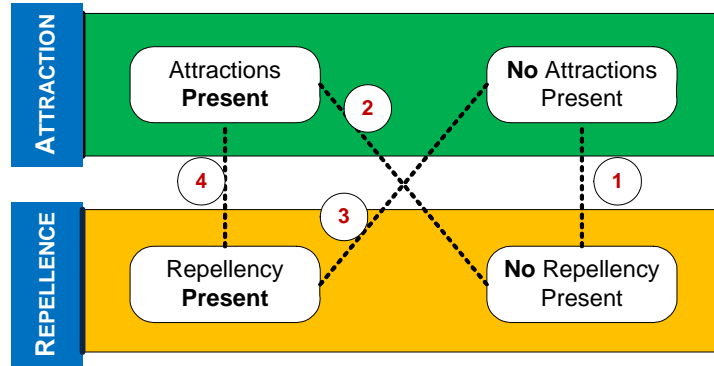 ATTRACTION
Attractions
Present
No Attractions
Present
2
4
1
3
REPELLENCE
Repellency
Present
No Repellency
Present